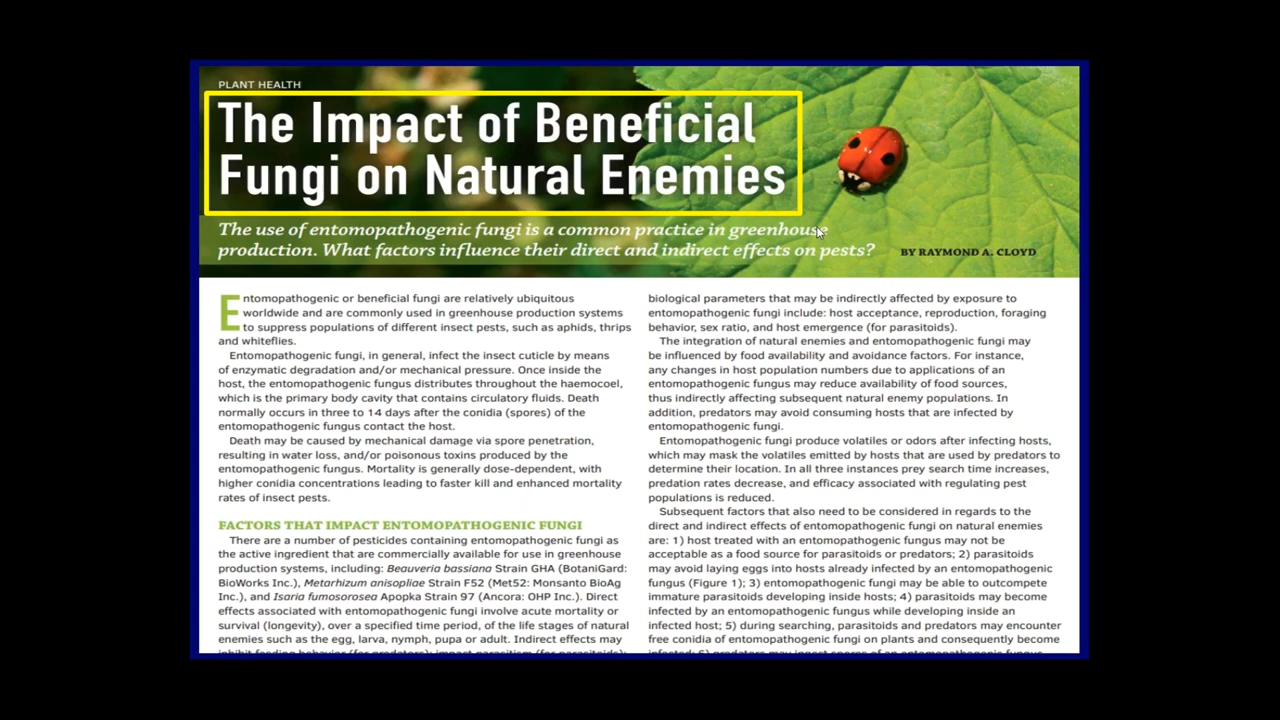 PLANT HEALTH
The Impact of Beneficial
Fungi on Natural Enemies
The use of entomopathogenic fungi is a common practice in greenhouse
production. What factors influence their direct and indirect effects on pests?
BY RAYMOND A. CLOYD
Entomopathogenic or beneficial fungi are relatively ubiquitous
worldwide and are commonly used in greenhouse production systems
to suppress populations of different insect pests, such as aphids, thrips
and whiteflies.
Entomopathogenic fungi, in general, infect the insect cuticle by means
of enzymatic degradation and/or mechanical pressure. Once inside the
host, the entomopathogenic fungus distributes throughout the haemocoel,
which is the primary body cavity that contains circulatory fluids. Death
normally occurs in three to 14 days after the conidia (spores) of the
entomopathogenic fungus contact the host.
Death may be caused by mechanical damage via spore penetration,
resulting in water loss, and/or poisonous toxins produced by the
entomopathogenic fungus. Mortality is generally dose-dependent, with
higher conidia concentrations leading to faster kill and enhanced mortality
rates of insect pests.
FACTORS THAT IMPACT ENTOMOPATHOGENIC FUNGI
There are a number of pesticides containing entomopathogenic fungi as
the active ingredient that are commercially available for use in greenhouse
production systems, including: Beauveria bassiana Strain GHA (BotaniGard:
BioWorks Inc.), Metarhizum anisopliae Strain F52 (Met52: Monsanto BioAg
Inc.), and Isaria fumosorosea Apopka Strain 97 (Ancora: OHP Inc.). Direct
effects associated with entomopathogenic fungi involve acute mortality or
survival (longevity), over a specified time period, of the life stages of natural
enemies such as the egg, larva, nymph, pupa or adult. Indirect effects may
inhibit feeding behavior (for predators); impact parasitism (for parasitoids);
biological parameters that may be indirectly affected by exposure to
entomopathogenic fungi include: host acceptance, reproduction, foraging
behavior, sex ratio, and host emergence (for parasitoids).
The integration of natural enemies and entomopathogenic fungi may
be influenced by food availability and avoidance factors. For instance,
any changes in host population numbers due to applications of an
entomopathogenic fungus may reduce availability of food sources,
thus indirectly affecting subsequent natural enemy populations. In
addition, predators may avoid consuming hosts that are infected by
entomopathogenic fungi.
Entomopathogenic fungi produce volatiles or odors after infecting hosts,
which may mask the volatiles emitted by hosts that are used by predators to
determine their location. In all three instances prey search time increases,
predation rates decrease, and efficacy associated with regulating pest
populations is reduced.
Subsequent factors that also need to be considered in regards to the
direct and indirect effects of entomopathogenic fungi on natural enemies
are: 1) host treated with an entomopathogenic fungus may not be
acceptable as a food source for parasitoids or predators; 2) parasitoids
may avoid laying eggs into hosts already infected by an entomopathogenic
fungus (Figure 1); 3) entomopathogenic fungi may be able to outcompete
immature parasitoids developing inside hosts; 4) parasitoids may become
infected by an entomopathogenic fungus while developing inside an
infected host; 5) during searching, parasitoids and predators may encounter
free conidia of entomopathogenic fungi on plants and consequently become
infected; 6) predators may ingest spores of an entomopathogenic fungus